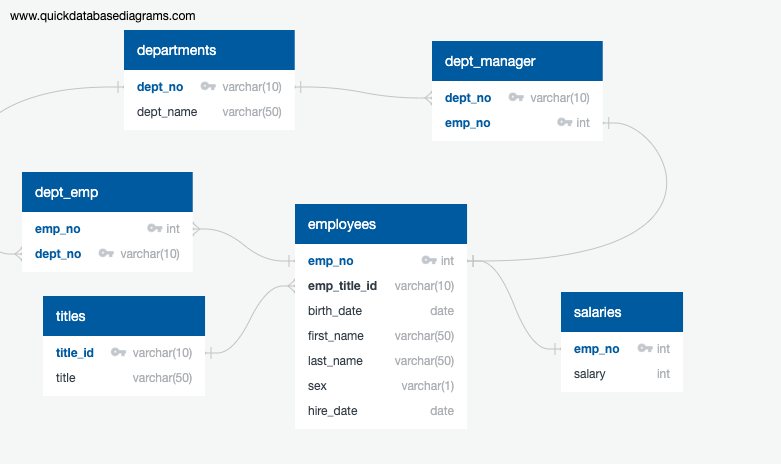 www.quickdatabasediagrams.com
departments
dept_no varchar(10)
dept_name varchar(50)
dept_manager
dept_no varchar(10)
emp_no int
dept_emp
emp_no int
dept_no varchar(10)
employees
emp_no int
emp_title_id varchar(10)
birth_date date
first_name varchar(50)
last_name varchar(50)
sex varchar(1)
hire_date date
titles
title_id varchar(10)
title varchar(50)
salaries
emp_no int
salary int